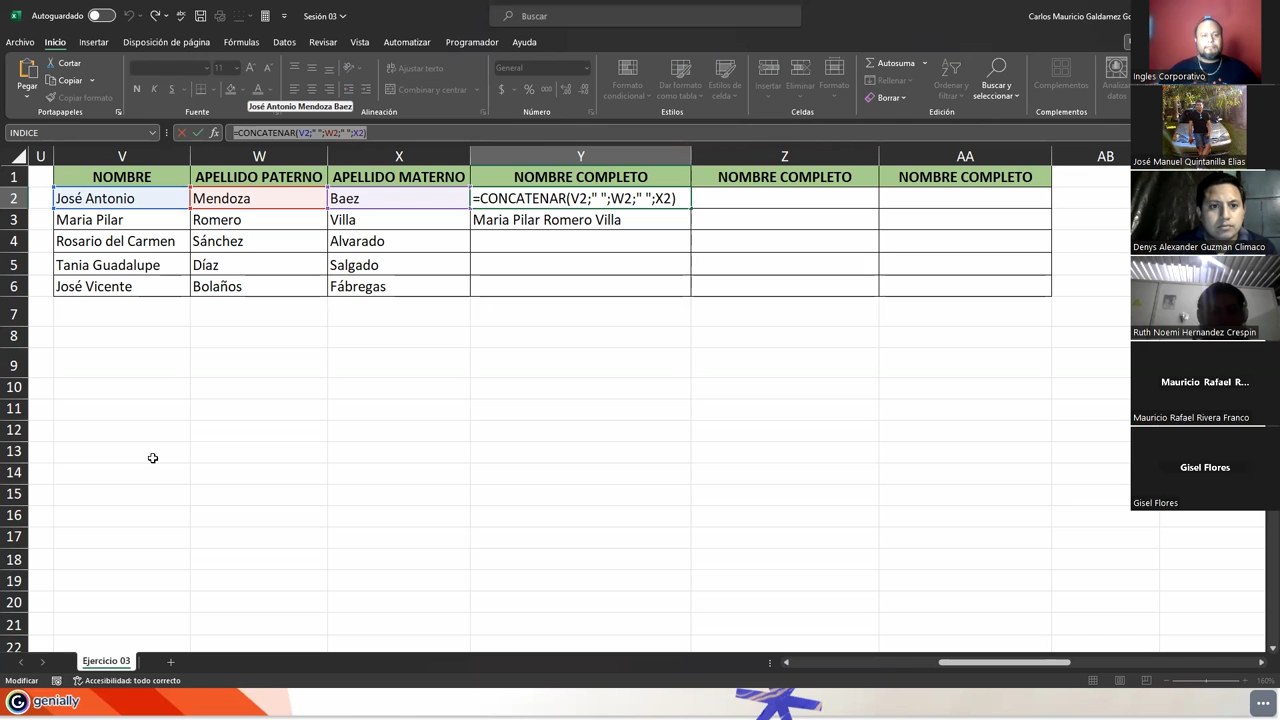 Autoguardado
Sesión 03
Buscar
Carlos Mauricio Galdamez Go
Archivo Inicio Insertar Disposición de página Fórmulas Datos Revisar Vista Automatizar Programador Ayuda
Pegar
Cortar
Copiar
Copiar formato
Portapapeles
11
N K S
Fuente
Ajustar texto
Combinar y centrar
Alineación
General
$ % 000
Número
Formato condicional
Dar formato como tabla
Estilos de celda
Estilos
Insertar Eliminar Formato
Celdas
Autosuma
Rellenar
Borrar
Ordenar y filtrar
Buscar y seleccionar
Edición
Complementos
Complementos
José Antonio Mendoza Baez
INDICE
fx
=CONCATENAR(V2;" ";W2;" ";X2)
U V W X Y Z AA AB
1 NOMBRE APELLIDO PATERNO APELLIDO MATERNO NOMBRE COMPLETO NOMBRE COMPLETO NOMBRE COMPLETO
2 José Antonio Mendoza Baez =CONCATENAR(V2;" ";W2;" ";X2)
3 Maria Pilar Romero Villa Maria Pilar Romero Villa
4 Rosario del Carmen Sánchez Alvarado
5 Tania Guadalupe Díaz Salgado
6 José Vicente Bolaños Fábregas
7
8
9
10
11
12
13
14
15
16
17
18
19
20
21
22
Ejercicio 03
Modificar
Accesibilidad: todo correcto
160%
genially
Ingles Corporativo
José Manuel Quintanilla Elias
Denys Alexander Guzman Climaco
Ruth Noemi Hernandez Crespin
Mauricio Rafael R...
Mauricio Rafael Rivera Franco
Gisel Flores
Gisel Flores